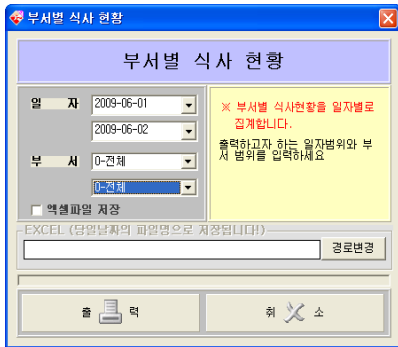 부서별 식사 현황
부서별 식사 현황
일 자 2009-06-01
2009-06-02
부 서 0-전체
0-전체
엑셀파일 저장
※ 부서별 식사현황을 일자별로
집계합니다.
출력하고자 하는 일자범위와 부
서 범위를 입력하세요
EXCEL (당일날짜의 파일명으로 저장됩니다!)
경로변경
출 력
취 소